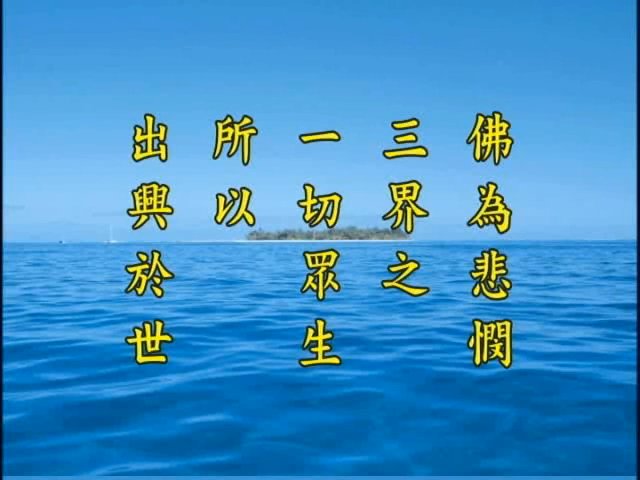 佛為悲憫
三界之
一切眾生
所以
出興於世